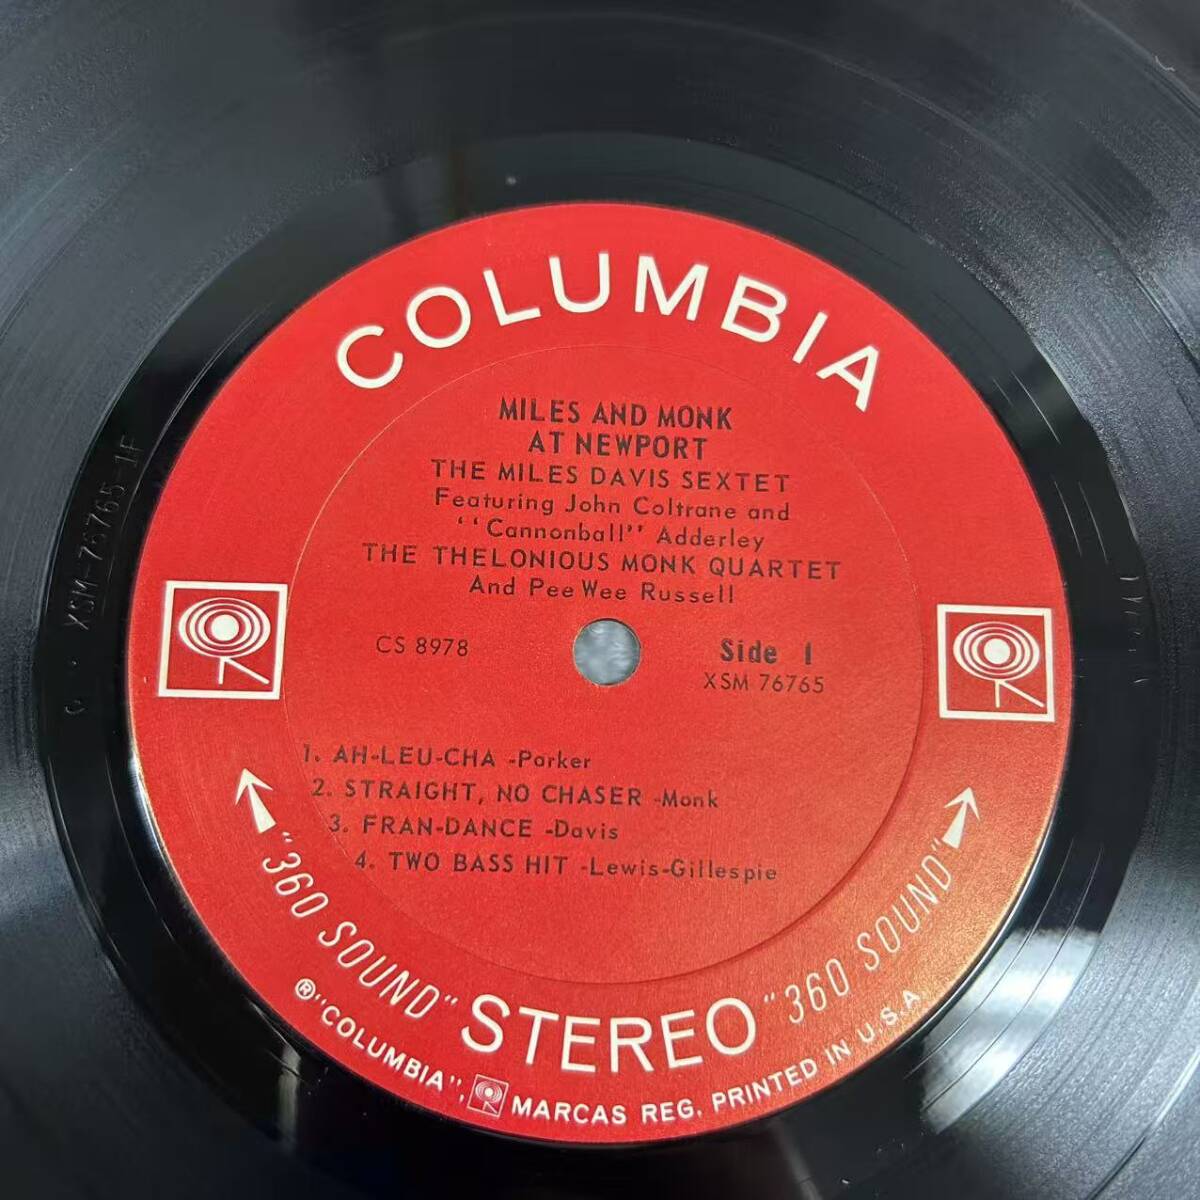 COLUMBIA
MILES AND MONK
AT NEWPORT
THE MILES DAVIS SEXTET
Featuring John Coltrane and
"Cannonball" Adderley
THE THELONIOUS MONK QUARTET
And Pee Wee Russell
CS 8978
Side 1
XSM 76765
1. AH-LEU-CHA -Parker
2. STRAIGHT, NO CHASER -Monk
3. FRAN-DANCE -Davis
4. TWO BASS HIT -Lewis-Gillespie
"360 SOUND" STEREO "360 SOUND"
®"COLUMBIA", MARCAS REG. PRINTED IN U.S.A
XSM-76765-1F